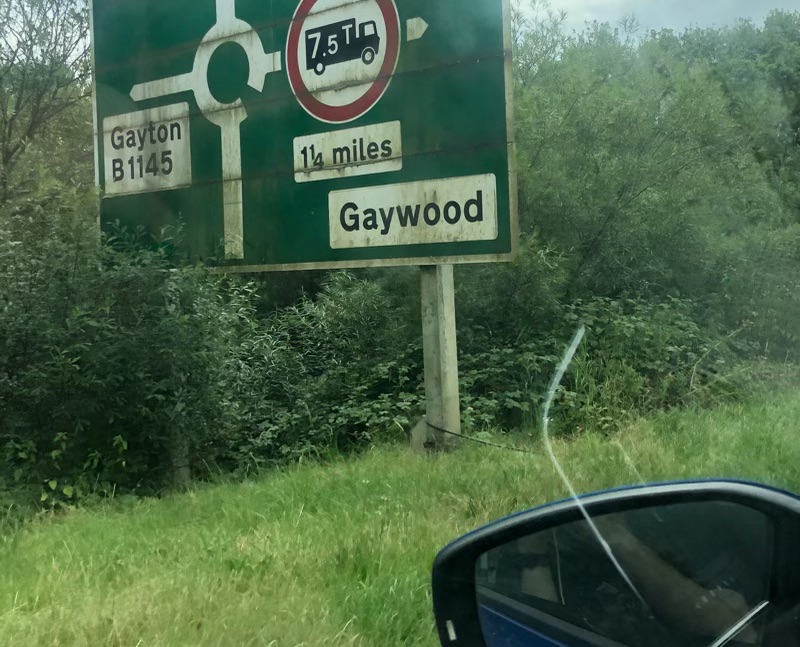 7.5T
Gayton
B1145
1¼ miles
Gaywood